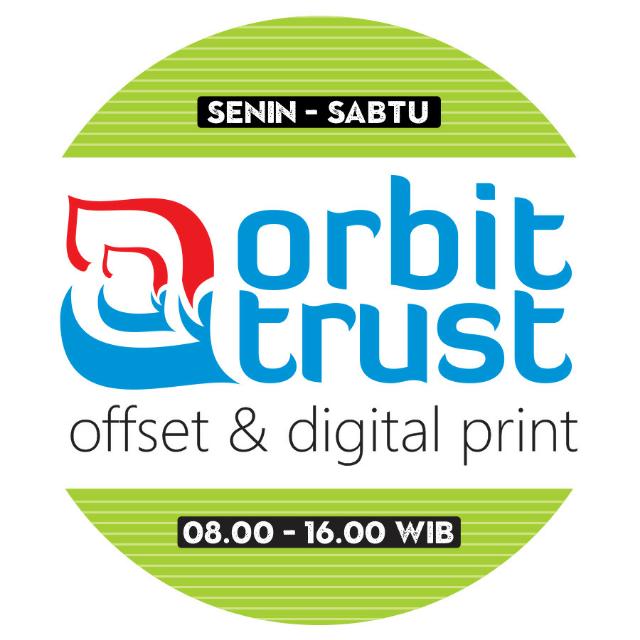 SENIN - SABTU
orbit
trust
offset & digital print
08.00 - 16.00 WIB